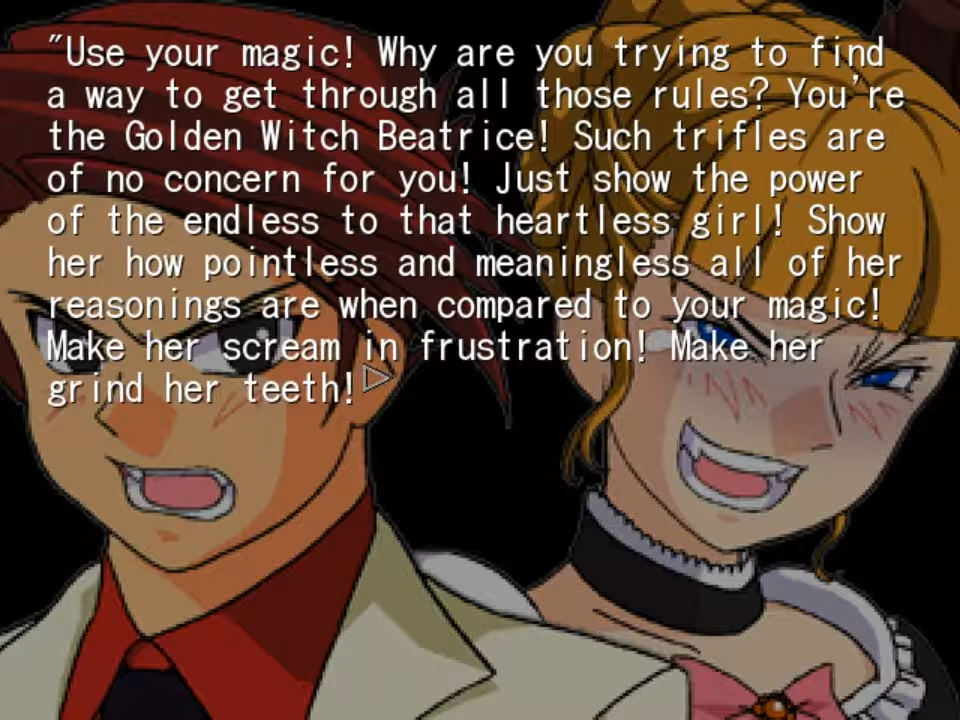 "Use your magic! Why are you trying to find
a way to get through all those rules? You're
the Golden Witch Beatrice! Such trifles are
of no concern for you! Just show the power
of the endless to that heartless girl! Show
her how pointless and meaningless all of her
reasonings are when compared to your magic!
Make her scream in frustration! Make her
grind her teeth!